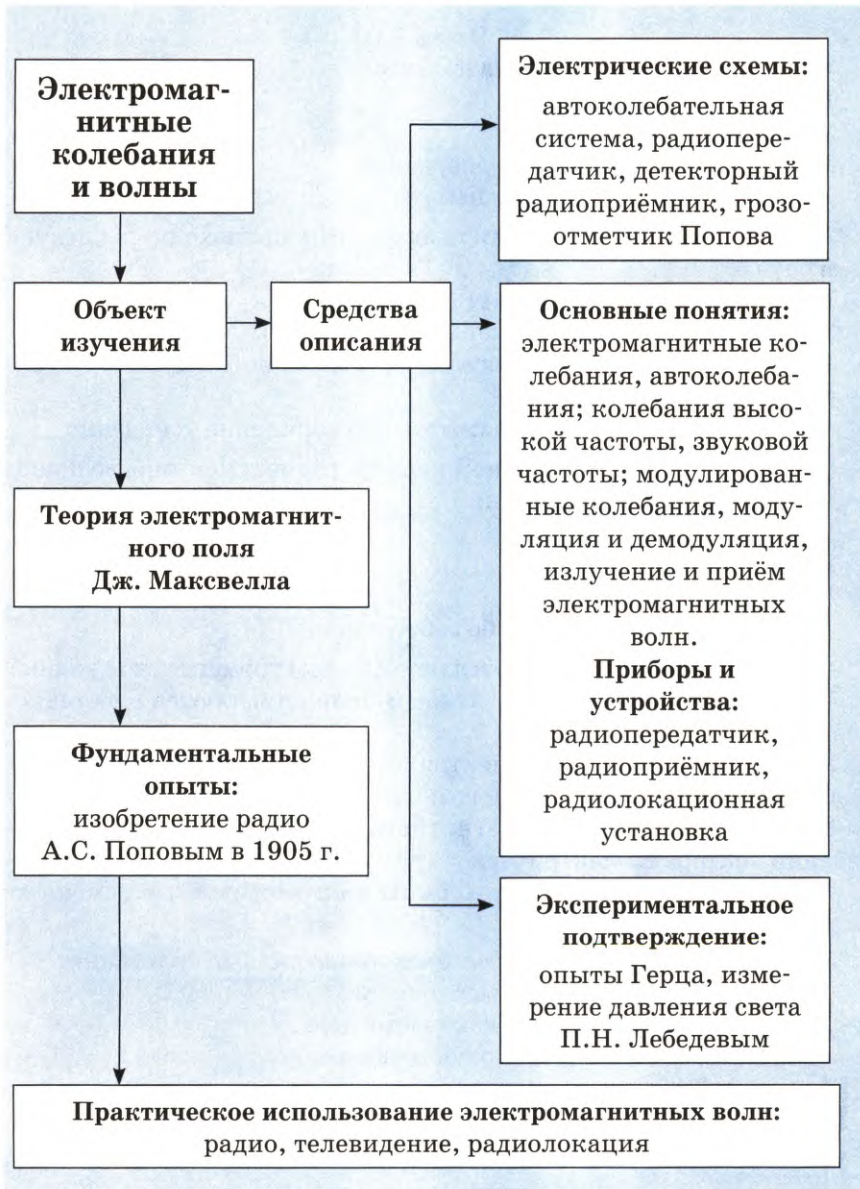 Электромаг-
нитные
колебания
и волны
Объект
изучения
Средства
описания
Теория электромагнит-
ного поля
Дж. Максвелла
Фундаментальные
опыты:
изобретение радио
А.С. Поповым в 1905 г.
Электрические схемы:
автоколебательная
система, радиопере-
датчик, детекторный
радиоприёмник, грозо-
отметчик Попова
Основные понятия:
электромагнитные ко-
лебания, автоколеба-
ния; колебания высо-
кой частоты, звуковой
частоты; модулирован-
ные колебания, моду-
ляция и демодуляция,
излучение и приём
электромагнитных
волн.
Приборы и
устройства:
радиопередатчик,
радиоприёмник,
радиолокационная
установка
Экспериментальное
подтверждение:
опыты Герца, изме-
рение давления света
П.Н. Лебедевым
Практическое использование электромагнитных волн:
радио, телевидение, радиолокация